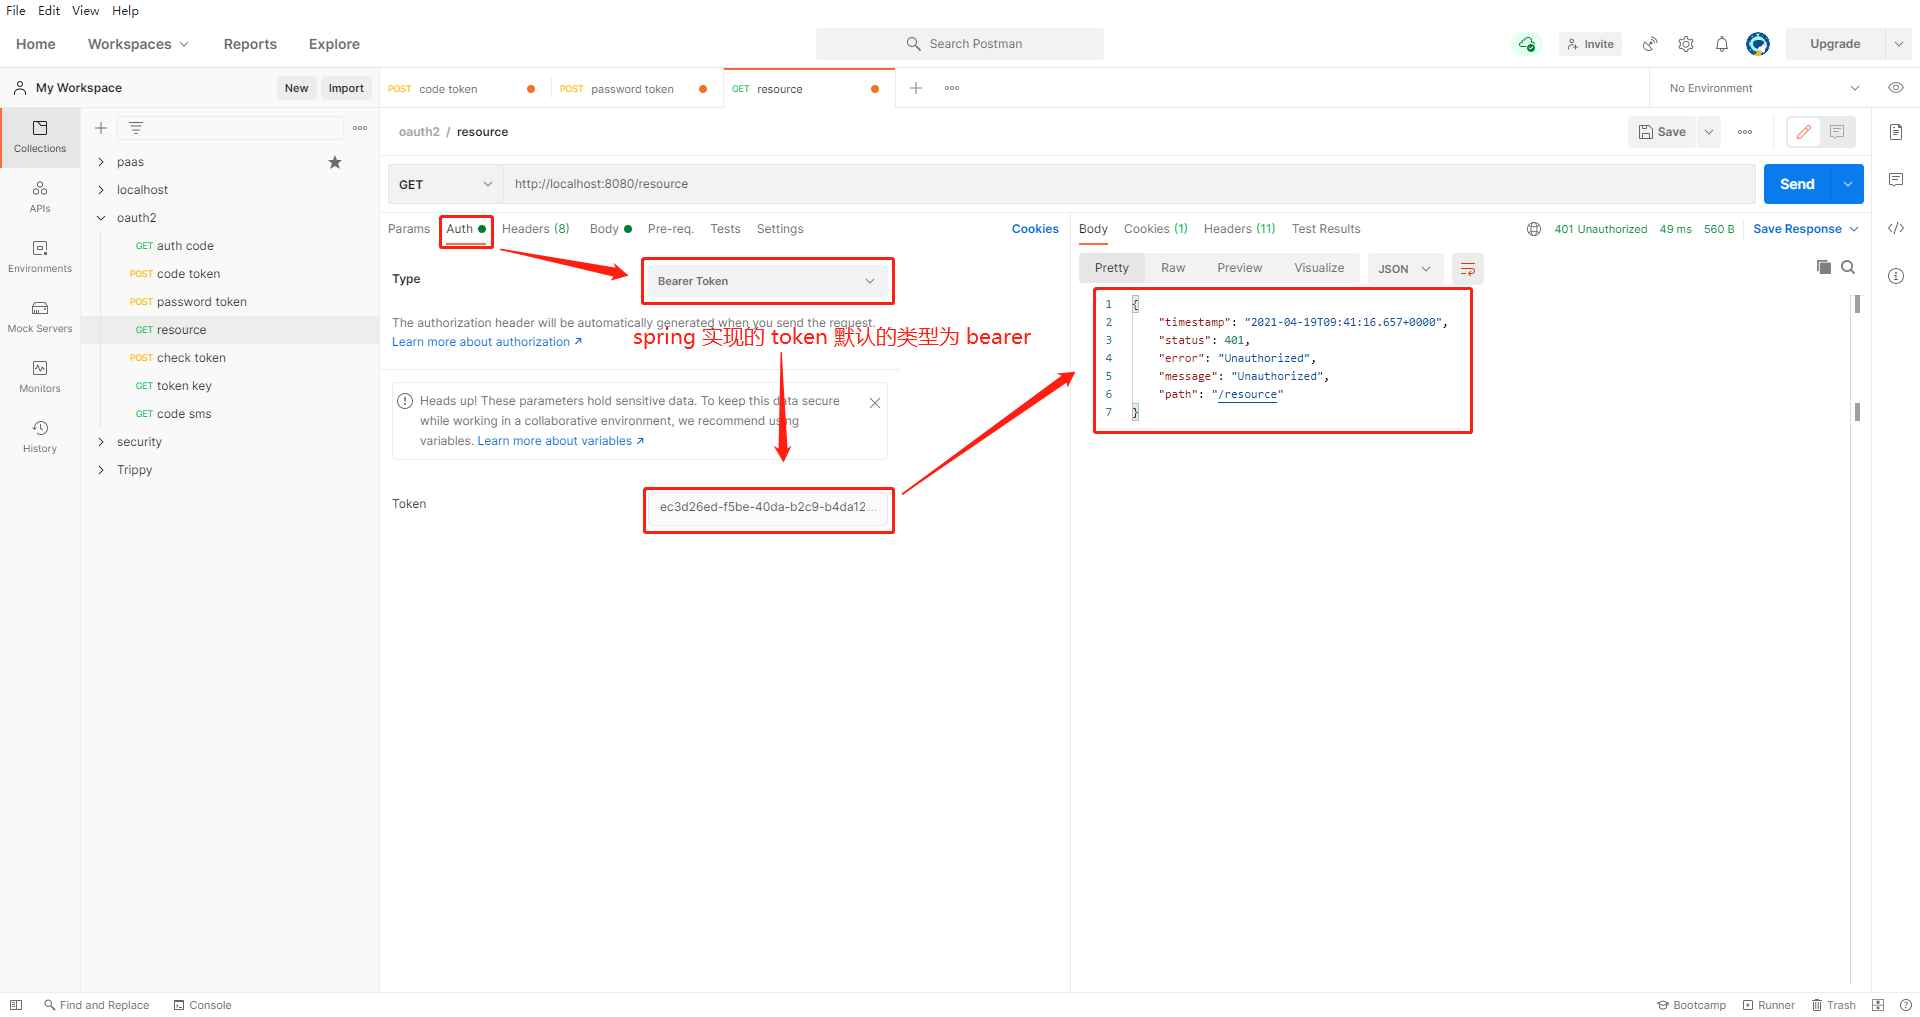 File Edit View Help
Home Workspaces Reports Explore Search Postman Invite Upgrade
My Workspace New Import POST code token POST password token GET resource No Environment
Collections
APIs
Environments
Mock Servers
Monitors
History
paas
localhost
oauth2
GET auth code
POST code token
POST password token
GET resource
POST check token
GET token key
GET code sms
security
Trippy
oauth2 / resource Save
GET http://localhost:8080/resource Send
Params Auth Headers (8) Body Pre-req. Tests Settings Cookies
Type Bearer Token
The authorization header will be automatically generated when you send the request.
Learn more about authorization ↗
spring 实现的 token 默认的类型为 bearer
Heads up! These parameters hold sensitive data. To keep this data secure
while working in a collaborative environment, we recommend using
variables. Learn more about variables ↗
Token ec3d26ed-f5be-40da-b2c9-b4da12...
Body Cookies (1) Headers (11) Test Results 401 Unauthorized 49 ms 560 B Save Response
Pretty Raw Preview Visualize JSON
1 {
2 "timestamp": "2021-04-19T09:41:16.657+0000",
3 "status": 401,
4 "error": "Unauthorized",
5 "message": "Unauthorized",
6 "path": "/resource"
7 }
Find and Replace Console Bootcamp Runner Trash